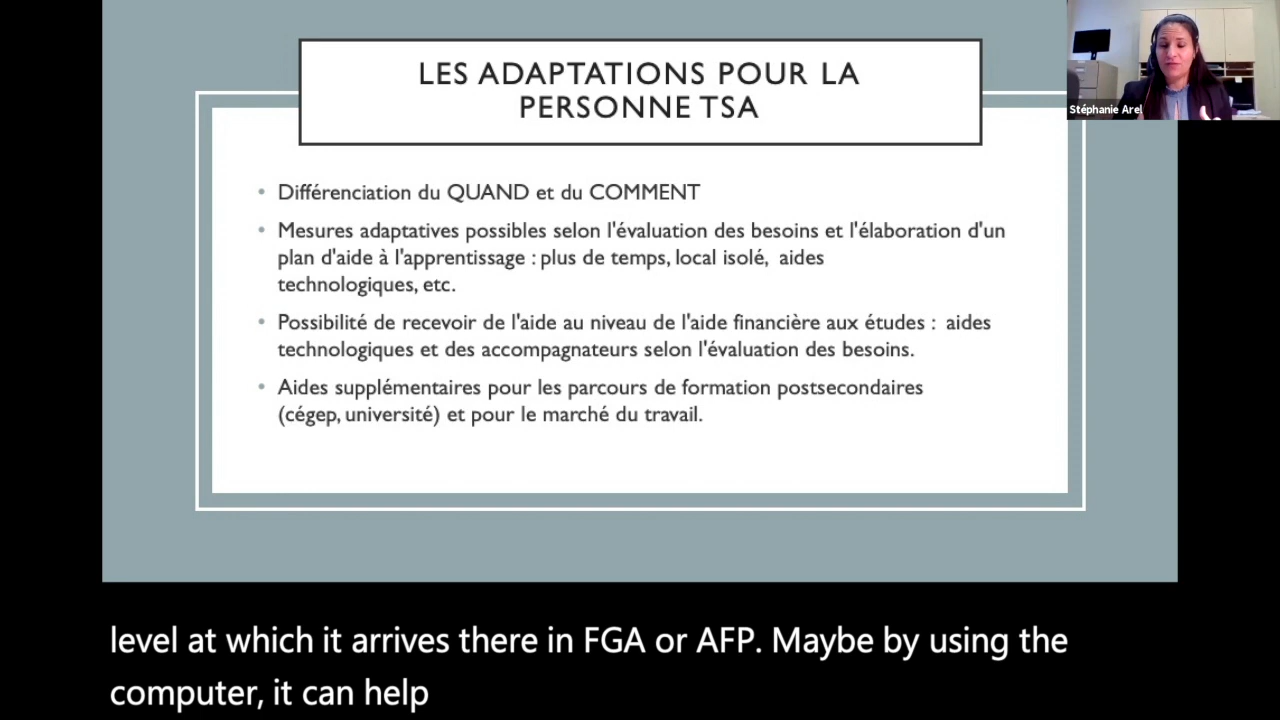 LES ADAPTATIONS POUR LA
PERSONNE TSA
Stéphanie Arel
• Différenciation du QUAND et du COMMENT
• Mesures adaptatives possibles selon l'évaluation des besoins et l'élaboration d'un
plan d'aide à l'apprentissage : plus de temps, local isolé, aides
technologiques, etc.
• Possibilité de recevoir de l'aide au niveau de l'aide financière aux études : aides
technologiques et des accompagnateurs selon l'évaluation des besoins.
• Aides supplémentaires pour les parcours de formation postsecondaires
(cégep, université) et pour le marché du travail.
level at which it arrives there in FGA or AFP. Maybe by using the
computer, it can help